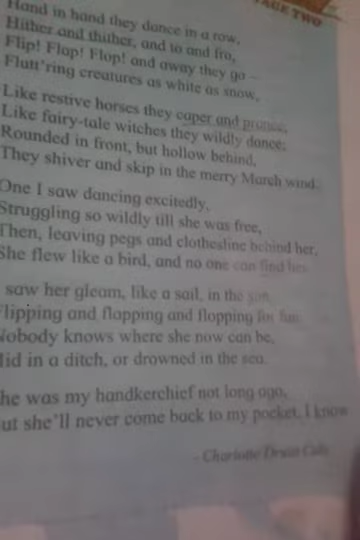 PAGE TWO
Hand in hand they dance in a row,
Hither and thither, and to and fro,
Flip! Flap! Flop! and away they go –
Flutt'ring creatures as white as snow,
Like restive horses they caper and prance;
Like fairy-tale witches they wildly dance;
Rounded in front, but hollow behind,
They shiver and skip in the merry March wind.
One I saw dancing excitedly,
Struggling so wildly till she was free,
Then, leaving pegs and clothesline behind her,
She flew like a bird, and no one can find her.
saw her gleam, like a sail, in the sun,
lipping and flapping and flopping for fun.
Nobody knows where she now can be,
Hid in a ditch, or drowned in the sea.
he was my handkerchief not long ago,
ut she'll never come back to my pocket, I know
- Charlotte Druitt Cole